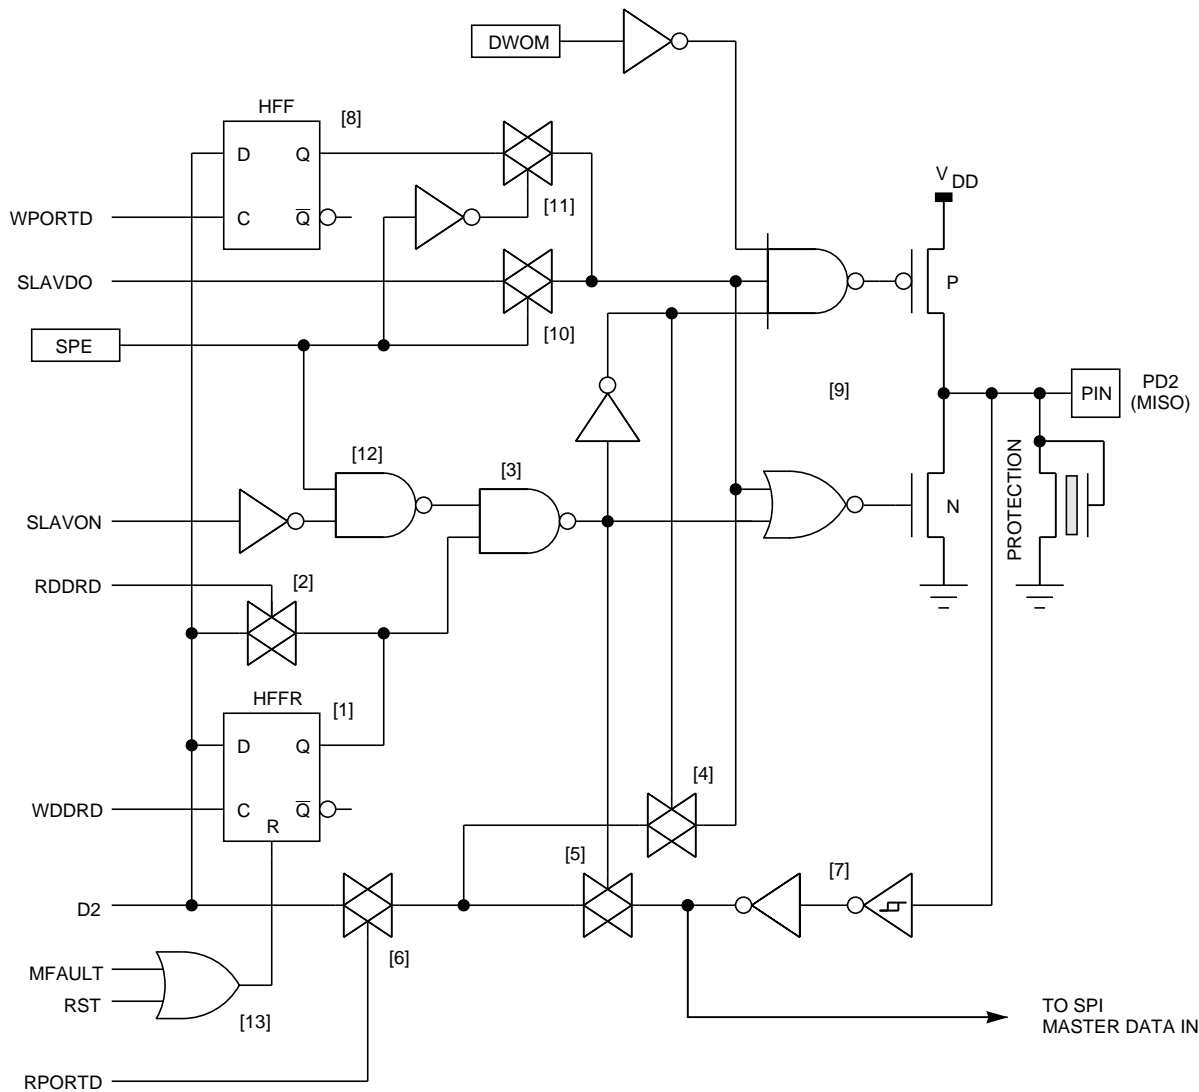 DWOM
HFF
[8]
D
Q
V
DD
WPORTD
C
Q
[11]
SLAVDO
P
[10]
SPE
[9]
PIN
PD2
(MISO)
[12]
[3]
PROTECTION
N
SLAVON
RDDRD
[2]
HFFR
[1]
D
Q
[4]
WDDRD
C
Q
R
[5]
[7]
D2
[6]
MFAULT
RST
[13]
TO SPI
MASTER DATA IN
RPORTD